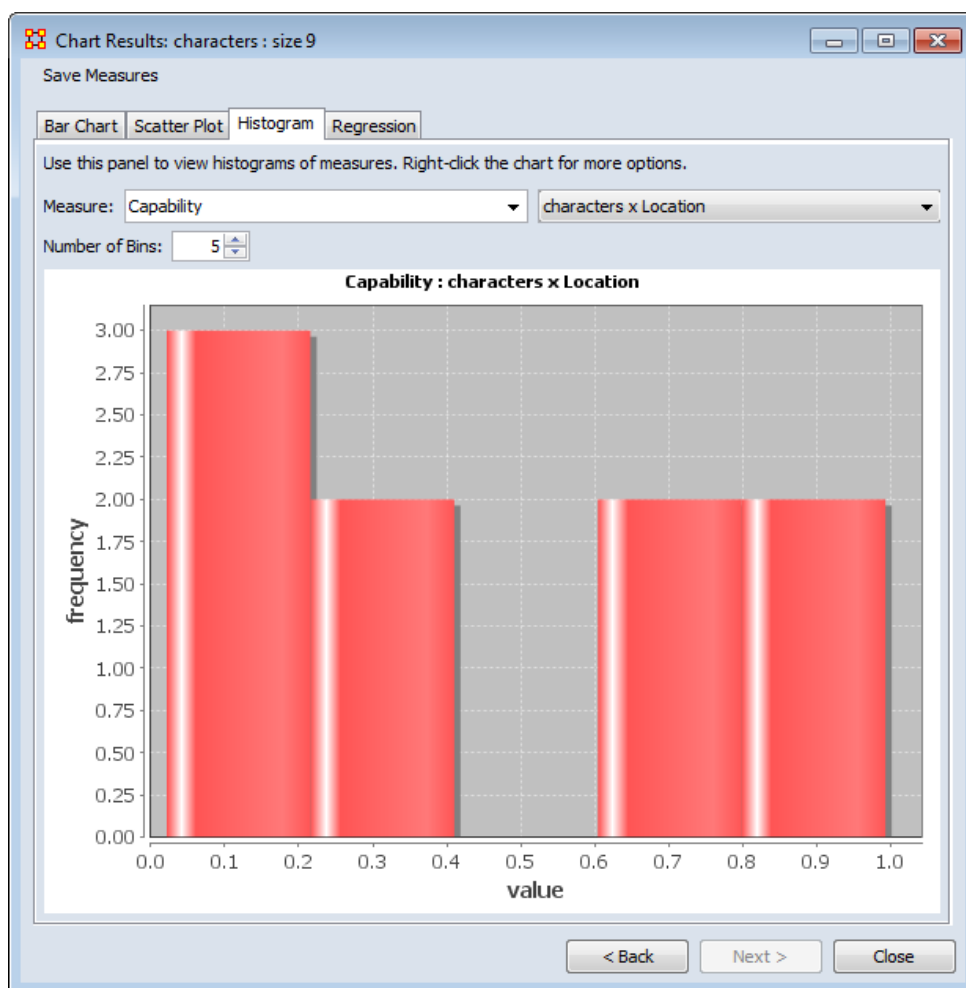 Chart Results: characters : size 9
Save Measures
Bar Chart Scatter Plot Histogram Regression
Use this panel to view histograms of measures. Right-click the chart for more options.
Measure: Capability characters x Location
Number of Bins: 5
Capability : characters x Location
3.00
2.75
2.50
2.25
2.00
1.75
1.50
1.25
1.00
0.75
0.50
0.25
0.00
frequency
0.0 0.1 0.2 0.3 0.4 0.5 0.6 0.7 0.8 0.9 1.0
value
< Back Next > Close